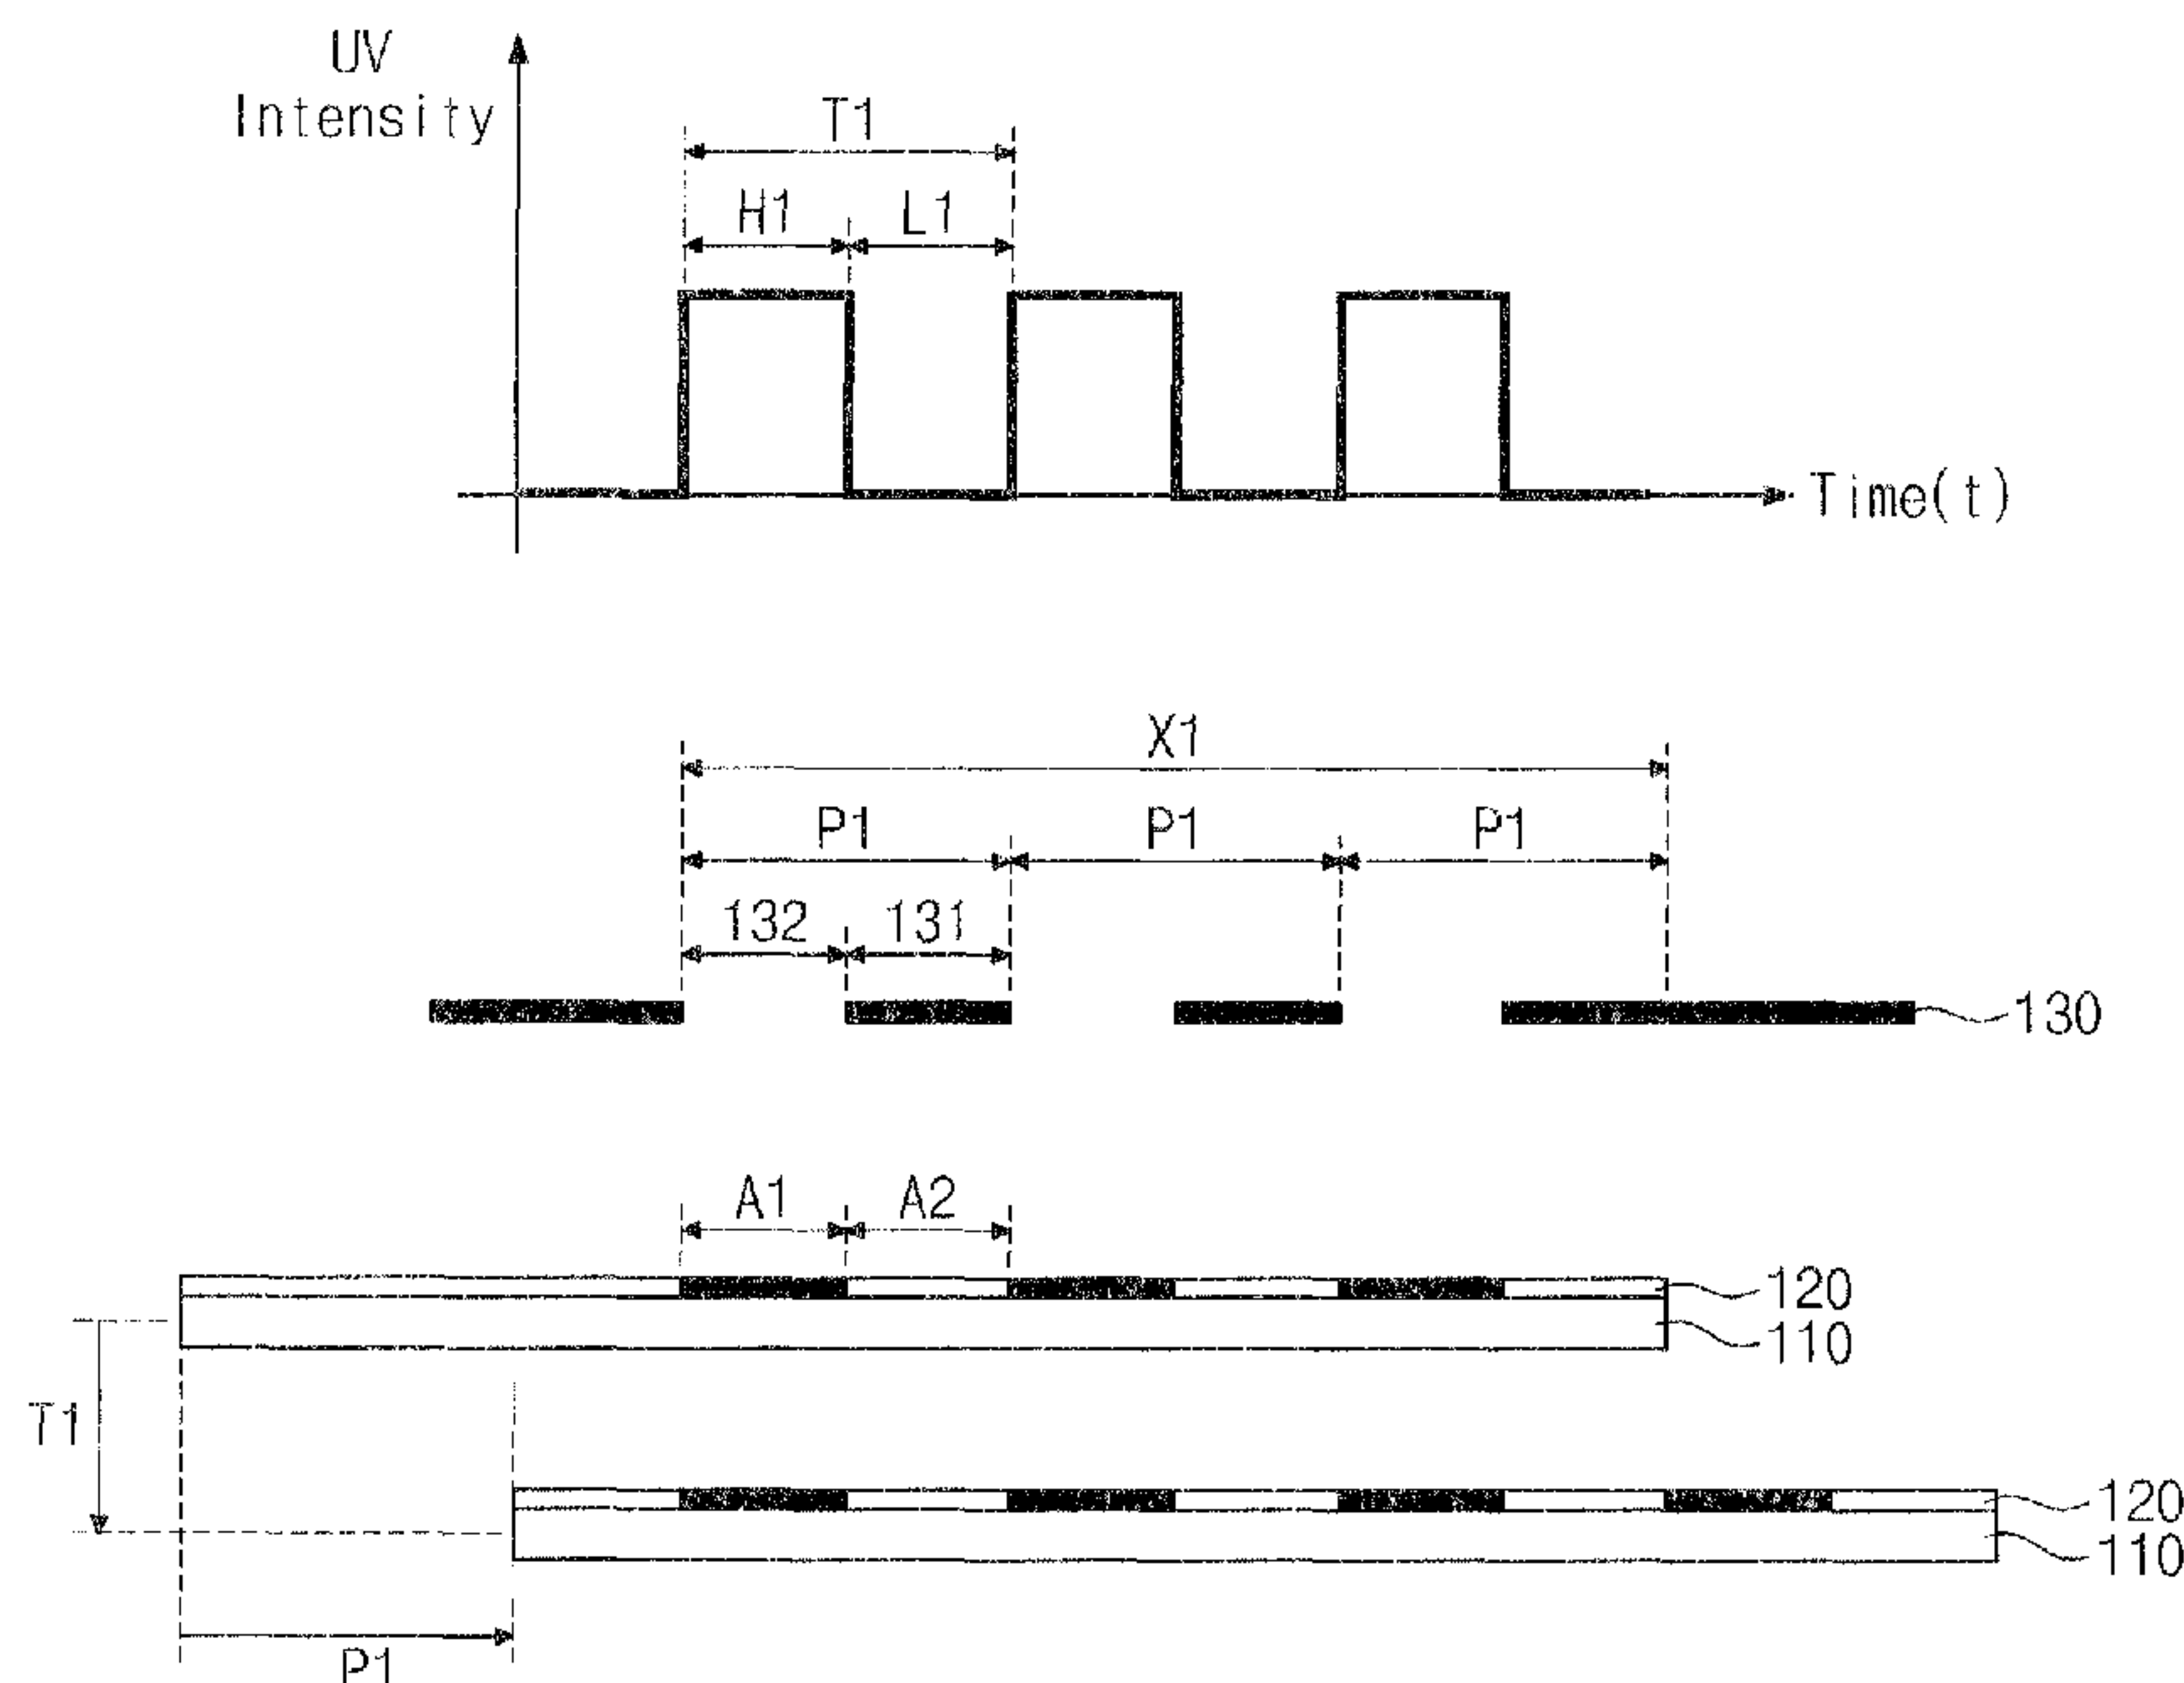 UV
Intensity
T1
H1 L1
Time(t)
X1
P1 P1 P1
132 131
130
A1 A2
120
110
T1
120
110
P1